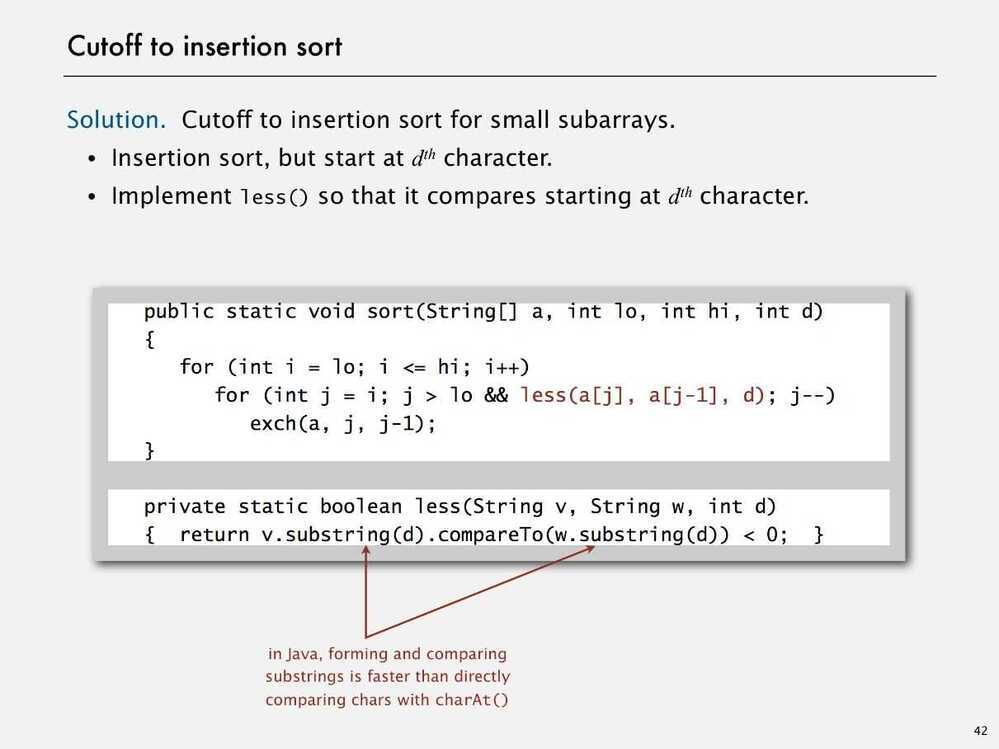 Cutoff to insertion sort
Solution. Cutoff to insertion sort for small subarrays.
• Insertion sort, but start at dth character.
• Implement less() so that it compares starting at dth character.
public static void sort(String[] a, int lo, int hi, int d)
{
   for (int i = lo; i <= hi; i++)
      for (int j = i; j > lo && less(a[j], a[j-1], d); j--)
         exch(a, j, j-1);
}
private static boolean less(String v, String w, int d)
{  return v.substring(d).compareTo(w.substring(d)) < 0;  }
in Java, forming and comparing
substrings is faster than directly
comparing chars with charAt()
42